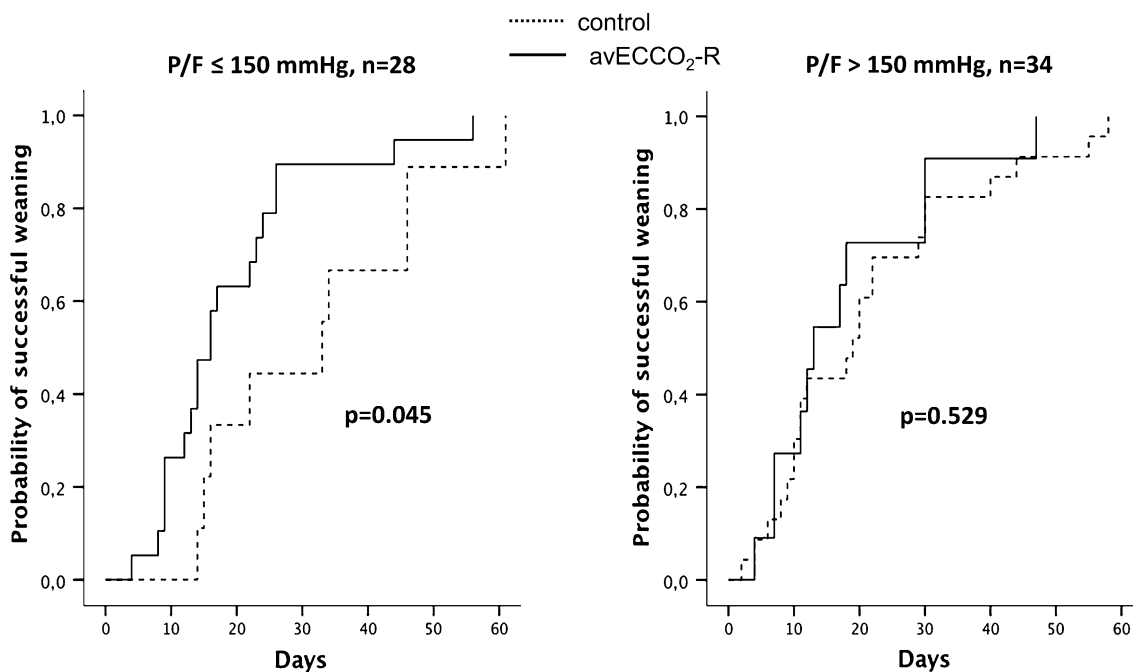 control
avECCO₂-R
P/F ≤ 150 mmHg, n=28
P/F > 150 mmHg, n=34
Probability of successful weaning
1,0
0,8
0,6
0,4
0,2
0,0
p=0.045
0 10 20 30 40 50 60
Days
Probability of successful weaning
1,0
0,8
0,6
0,4
0,2
0,0
p=0.529
0 10 20 30 40 50 60
Days